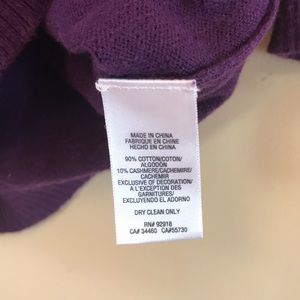 MADE IN CHINA
FABRIQUE EN CHINE
HECHO EN CHINA
90% COTTON/COTON/
ALGODÓN
10% CASHMERE/CACHEMIRE/
CACHEMIR
EXCLUSIVE OF DECORATION/
A L'EXCEPTION DES
GARNITURES/
EXCLUYENDO EL ADORNO
DRY CLEAN ONLY
RN# 92918
CA# 34460 CA#55730